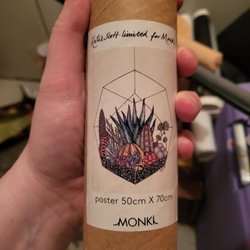 Katie Scott limited for Monki
poster 50cm X 70cm
MONKI